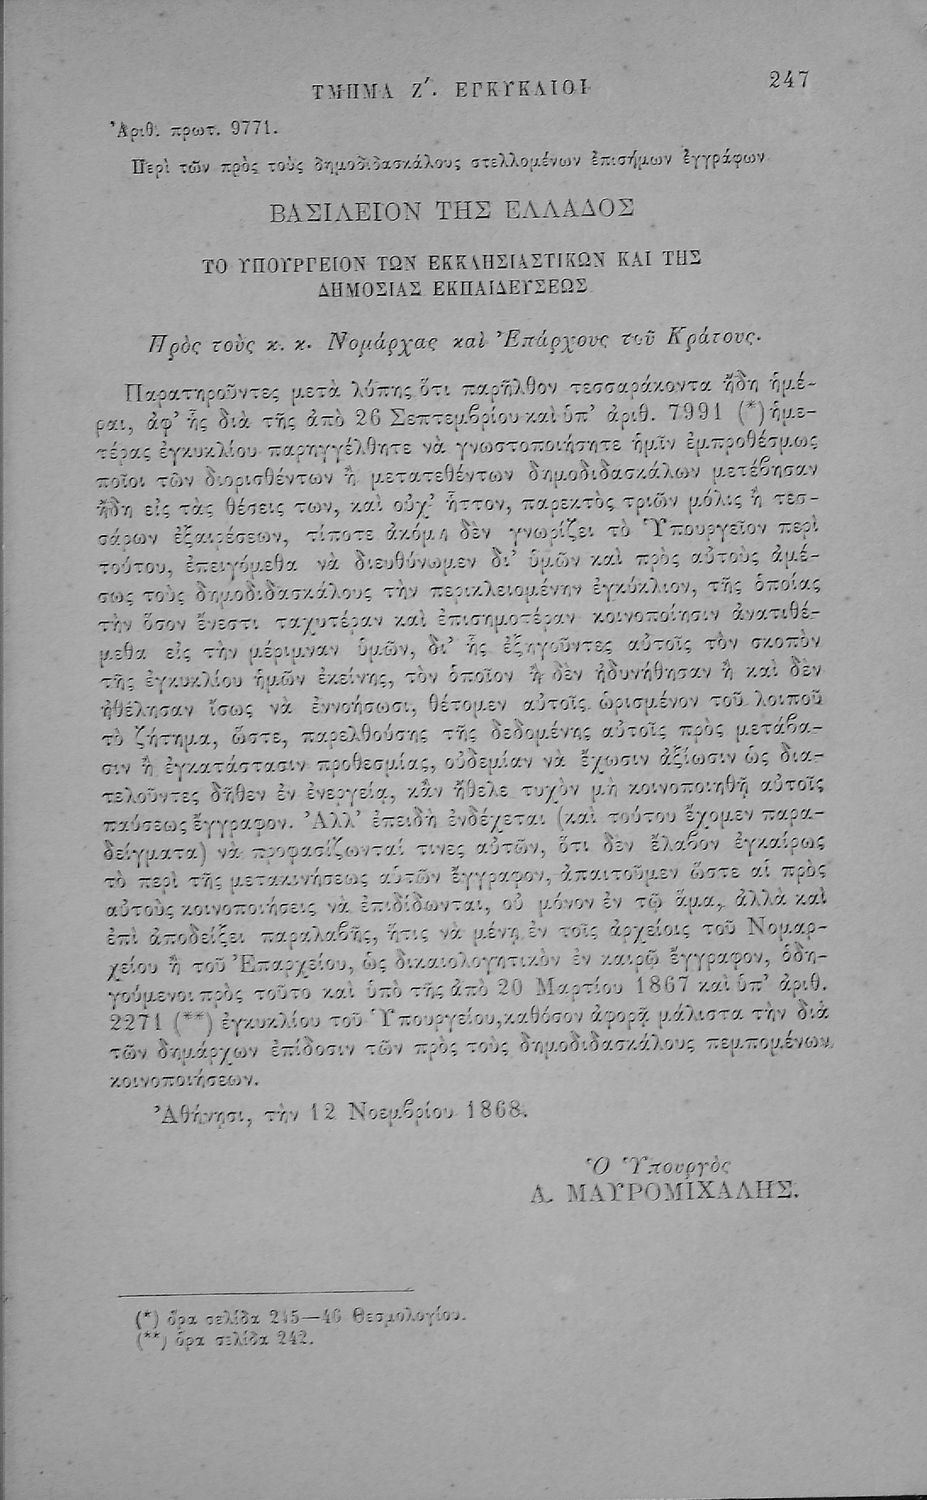 ΤΜΗΜΑ Ζ΄. ΕΓΚΥΚΛΙΟΙ 247
Ἀριθ. πρωτ. 9771.
Περὶ τῶν πρὸς τοὺς δημοδιδασκάλους στελλομένων ἐπισήμων ἐγγράφων
ΒΑΣΙΛΕΙΟΝ ΤΗΣ ΕΛΛΑΔΟΣ
ΤΟ ΥΠΟΥΡΓΕΙΟΝ ΤΩΝ ΕΚΚΛΗΣΙΑΣΤΙΚΩΝ ΚΑΙ ΤΗΣ
ΔΗΜΟΣΙΑΣ ΕΚΠΑΙΔΕΥΣΕΩΣ
Πρὸς τοὺς κ. κ. Νομάρχας καὶ Ἐπάρχους τοῦ Κράτους.
Παρατηροῦντες μετὰ λύπης ὅτι παρῆλθον τεσσαράκοντα ἤδη ἡμέ-
ραι, ἀφ’ ἧς διὰ τῆς ἀπὸ 26 Σεπτεμβρίου καὶ ὑπ’ ἀριθ. 7991 (*) ἡμε-
τέρας ἐγκυκλίου παρηγγέλθητε νὰ γνωστοποιήσητε ἡμῖν ἐμπροθέσμως
ποῖοι τῶν διορισθέντων ἢ μετατεθέντων δημοδιδασκάλων μετέβησαν
ἤδη εἰς τὰς θέσεις των, καὶ οὐχ’ ἧττον, παρεκτὸς τριῶν μόλις ἢ τεσ-
σάρων ἐξαιρέσεων, τίποτε ἀκόμη δὲν γνωρίζει τὸ Ὑπουργεῖον περὶ
τούτου, ἐπειγόμεθα νὰ διευθύνωμεν δι’ ὑμῶν καὶ πρὸς αὐτοὺς ἀμέ-
σως τοὺς δημοδιδασκάλους τὴν περικλειομένην ἐγκύκλιον, τῆς ὁποίας
τὴν ὅσον ἔνεστι ταχυτέραν καὶ ἐπισημοτέραν κοινοποίησιν ἀνατιθέ-
μεθα εἰς τὴν μέριμναν ὑμῶν, δι’ ἧς ἐξηγοῦντες αὐτοῖς τὸν σκοπὸν
τῆς ἐγκυκλίου ἡμῶν ἐκείνης, τὸν ὁποῖον ἢ δὲν ἠδυνήθησαν ἢ καὶ δὲν
ἠθέλησαν ἴσως νὰ ἐννοήσωσι, θέτομεν αὐτοῖς ὡρισμένον τοῦ λοιποῦ
τὸ ζήτημα, ὥστε, παρελθούσης τῆς δεδομένης αὐτοῖς πρὸς μετάβα-
σιν ἢ ἐγκατάστασιν προθεσμίας, οὐδεμίαν νὰ ἔχωσιν ἀξίωσιν ὡς δια-
τελοῦντες δῆθεν ἐν ἐνεργείᾳ, κἂν ἤθελε τυχὸν μὴ κοινοποιηθῆ αὐτοῖς
παύσεως ἔγγραφον. Ἀλλ’ ἐπειδὴ ἐνδέχεται (καὶ τούτου ἔχομεν παρα-
δείγματα) νὰ προφασίζωνταί τινες αὐτῶν, ὅτι δὲν ἔλαβον ἐγκαίρως
τὸ περὶ τῆς μετακινήσεως αὐτῶν ἔγγραφον, ἀπαιτοῦμεν ὥστε αἱ πρὸς
αὐτοὺς κοινοποιήσεις νὰ ἐπιδίδωνται, οὐ μόνον ἐν τῷ ἅμα, ἀλλὰ καὶ
ἐπὶ ἀποδείξει παραλαβῆς, ἥτις νὰ μένῃ ἐν τοῖς ἀρχείοις τοῦ Νομαρ-
χείου ἢ τοῦ Ἐπαρχείου, ὡς δικαιολογητικὸν ἐν καιρῷ ἔγγραφον, ὁδη-
γούμενοι πρὸς τοῦτο καὶ ὑπὸ τῆς ἀπὸ 20 Μαρτίου 1867 καὶ ὑπ’ ἀριθ.
2271 (**) ἐγκυκλίου τοῦ Ὑπουργείου, καθόσον ἀφορᾷ μάλιστα τὴν διὰ
τῶν δημάρχων ἐπίδοσιν τῶν πρὸς τοὺς δημοδιδασκάλους πεμπομένων
κοινοποιήσεων.
Ἀθήνησι, τὴν 12 Νοεμβρίου 1868.
Ὁ Ὑπουργὸς
Δ. ΜΑΥΡΟΜΙΧΑΛΗΣ.
(*) ὅρα σελίδα 245—46 Θεσμολογίου.
(**) ὅρα σελίδα 242.